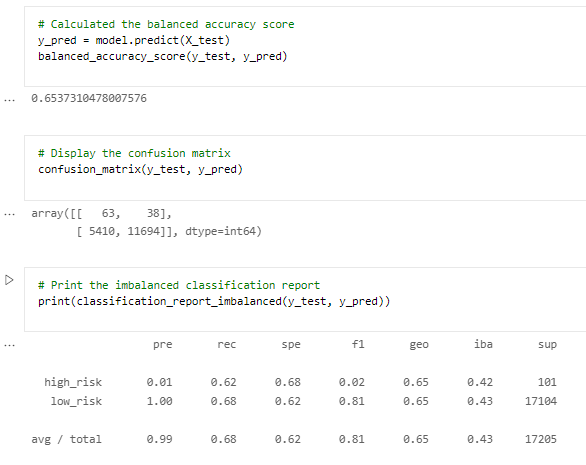 # Calculated the balanced accuracy score
y_pred = model.predict(X_test)
balanced_accuracy_score(y_test, y_pred)
... 0.6537310478007576
# Display the confusion matrix
confusion_matrix(y_test, y_pred)
... array([[   63,    38],
       [ 5410, 11694]], dtype=int64)
# Print the imbalanced classification report
print(classification_report_imbalanced(y_test, y_pred))
... pre rec spe f1 geo iba sup
high_risk 0.01 0.62 0.68 0.02 0.65 0.42 101
low_risk 1.00 0.68 0.62 0.81 0.65 0.43 17104
avg / total 0.99 0.68 0.62 0.81 0.65 0.43 17205